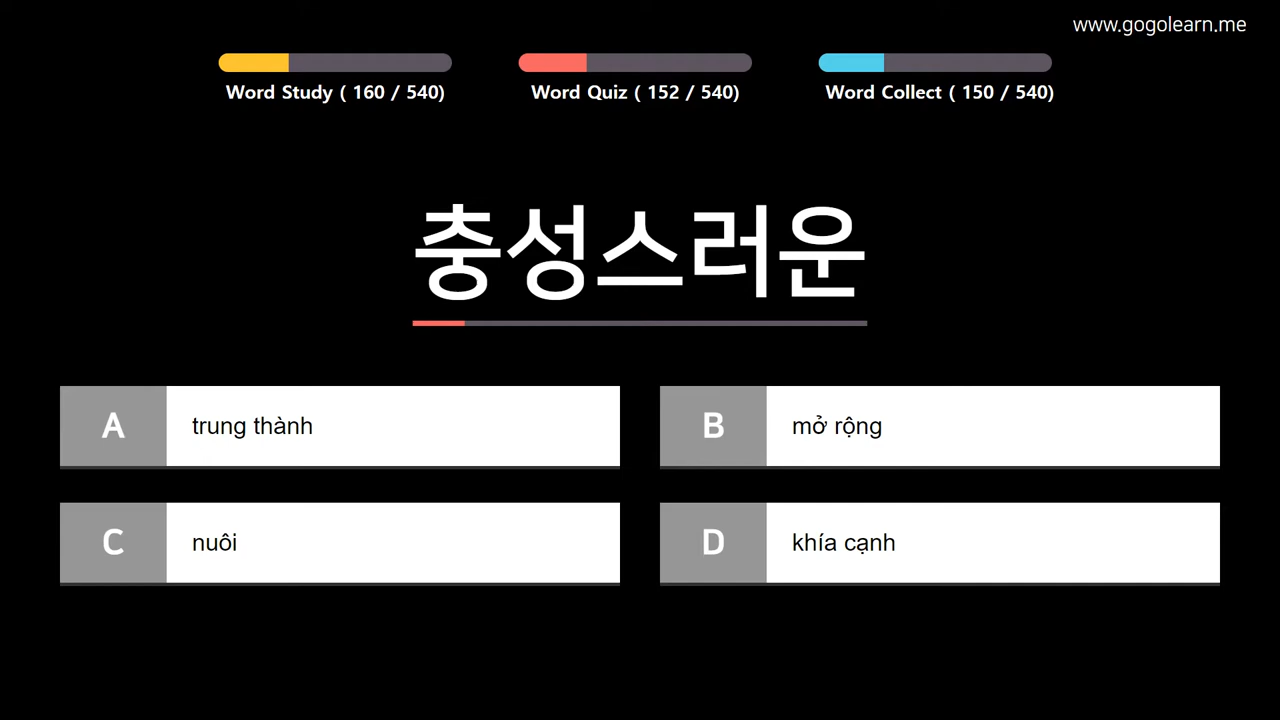 www.gogolearn.me
Word Study ( 160 / 540)
Word Quiz ( 152 / 540)
Word Collect ( 150 / 540)
충성스러운
A
trung thành
B
mở rộng
C
nuôi
D
khía cạnh